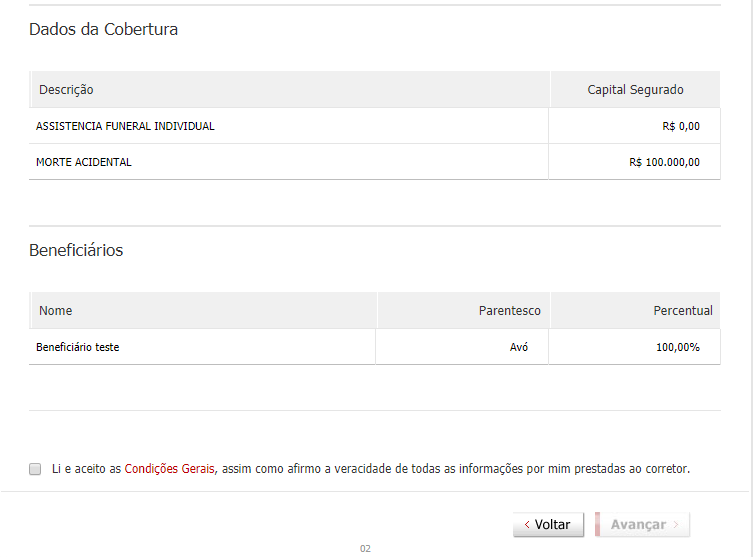 Dados da Cobertura
Descrição Capital Segurado
ASSISTENCIA FUNERAL INDIVIDUAL R$ 0,00
MORTE ACIDENTAL R$ 100.000,00
Beneficiários
Nome Parentesco Percentual
Beneficiário teste Avó 100,00%
Li e aceito as Condições Gerais, assim como afirmo a veracidade de todas as informações por mim prestadas ao corretor.
< Voltar Avançar >
02